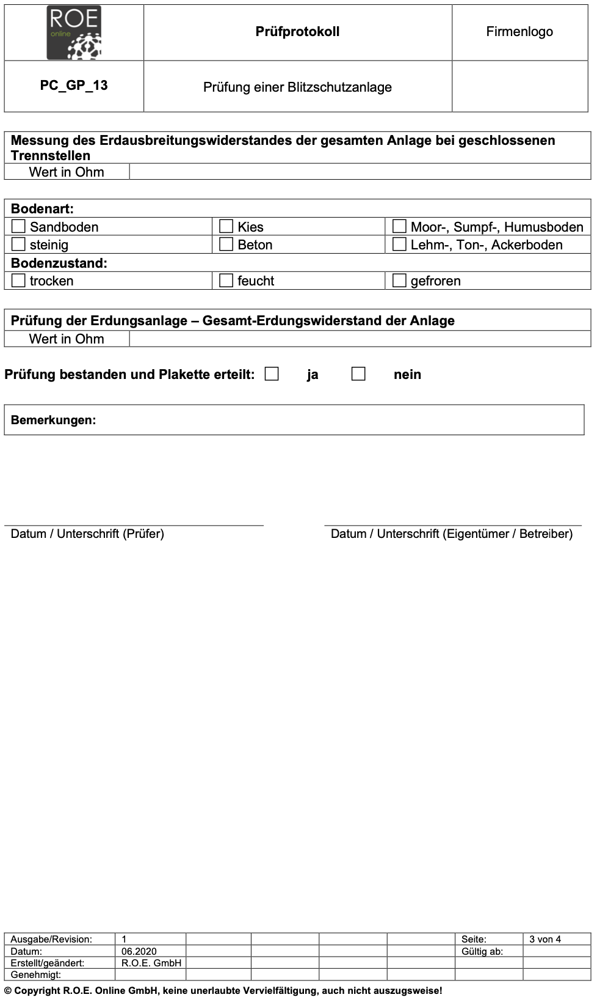 ROE
online
Prüfprotokoll
Firmenlogo
PC_GP_13
Prüfung einer Blitzschutzanlage
Messung des Erdausbreitungswiderstandes der gesamten Anlage bei geschlossenen
Trennstellen
Wert in Ohm
Bodenart:
Sandboden Kies Moor-, Sumpf-, Humusboden
steinig Beton Lehm-, Ton-, Ackerboden
Bodenzustand:
trocken feucht gefroren
Prüfung der Erdungsanlage – Gesamt-Erdungswiderstand der Anlage
Wert in Ohm
Prüfung bestanden und Plakette erteilt: ja nein
Bemerkungen:
Datum / Unterschrift (Prüfer) Datum / Unterschrift (Eigentümer / Betreiber)
Ausgabe/Revision: 1 Seite: 3 von 4
Datum: 06.2020 Gültig ab:
Erstellt/geändert: R.O.E. GmbH
Genehmigt:
© Copyright R.O.E. Online GmbH, keine unerlaubte Vervielfältigung, auch nicht auszugsweise!